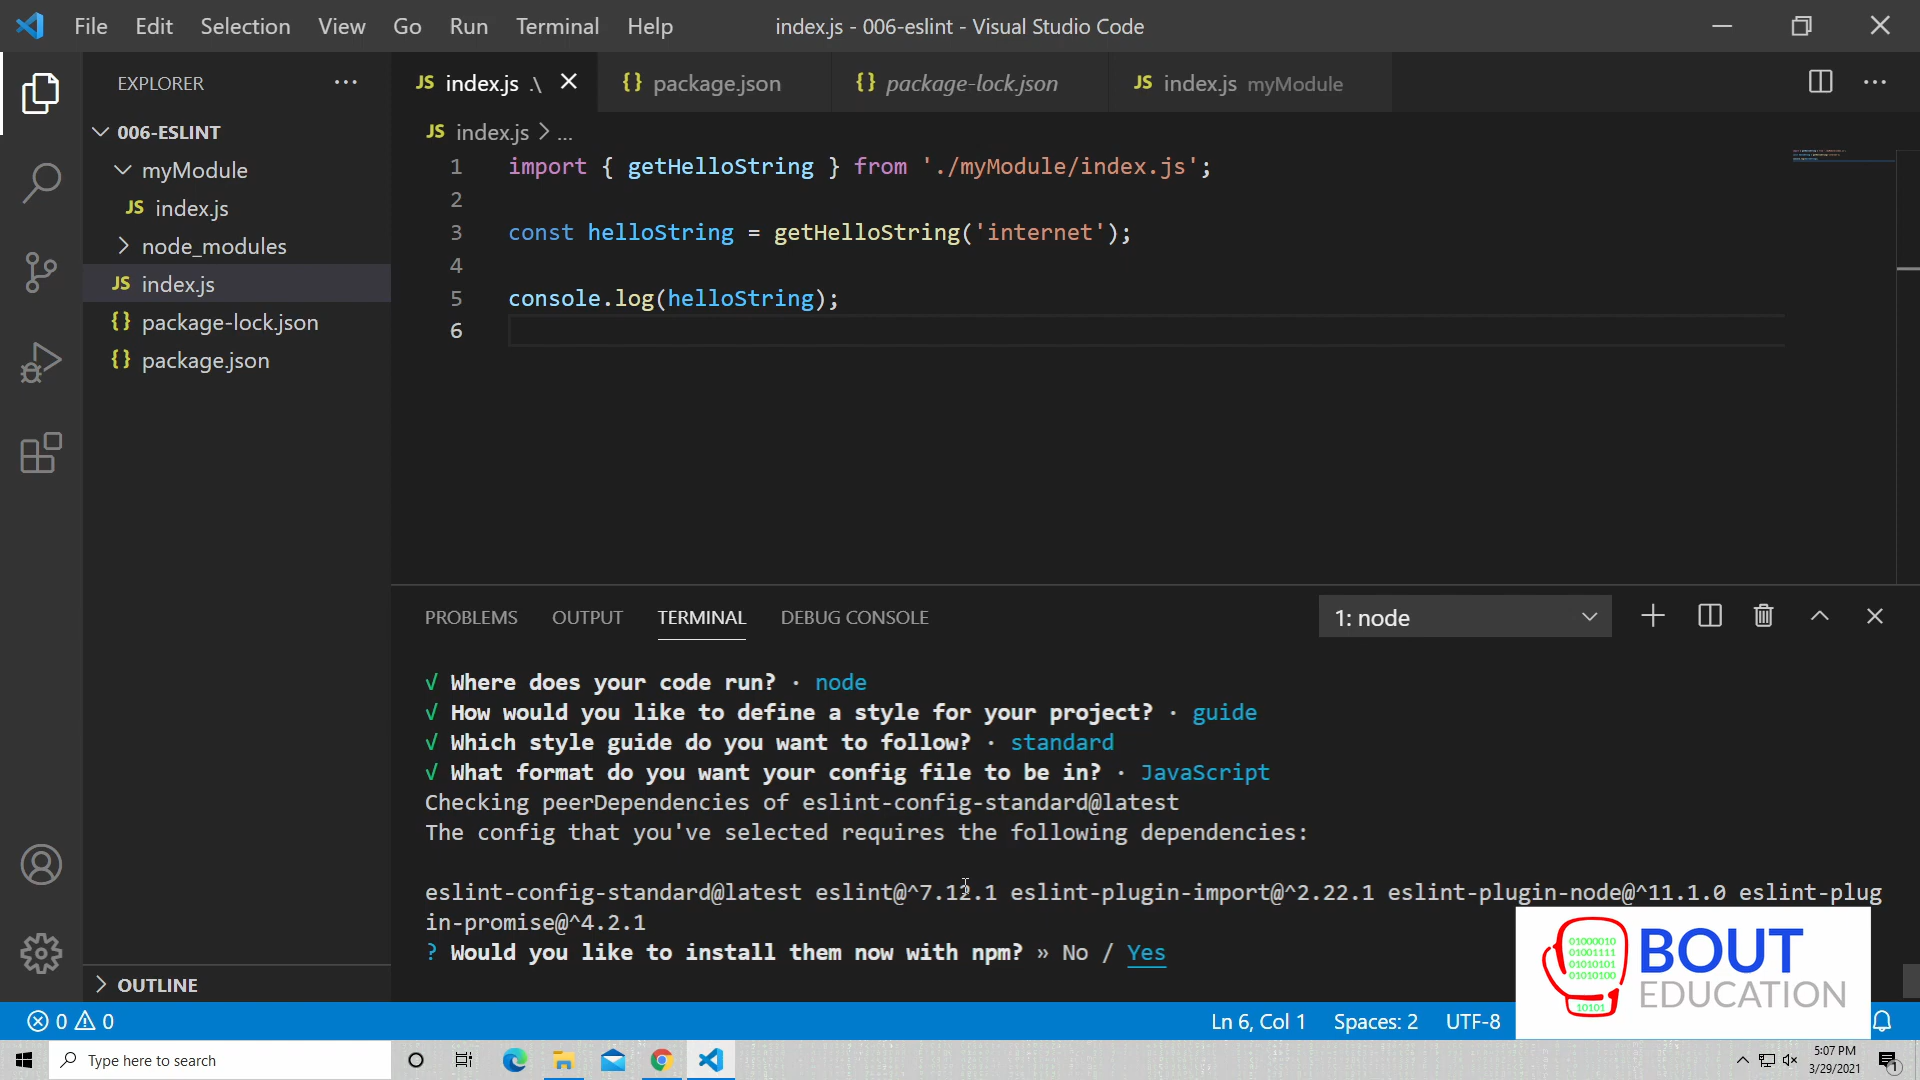 File Edit Selection View Go Run Terminal Help index.js - 006-eslint - Visual Studio Code
EXPLORER
JS index.js .\ {} package.json {} package-lock.json JS index.js myModule
006-ESLINT
JS index.js > ...
myModule
JS index.js
node_modules
JS index.js
{} package-lock.json
{} package.json
1 import { getHelloString } from './myModule/index.js';
2
3 const helloString = getHelloString('internet');
4
5 console.log(helloString);
6
PROBLEMS OUTPUT TERMINAL DEBUG CONSOLE 1: node
√ Where does your code run? · node
√ How would you like to define a style for your project? · guide
√ Which style guide do you want to follow? · standard
√ What format do you want your config file to be in? · JavaScript
Checking peerDependencies of eslint-config-standard@latest
The config that you've selected requires the following dependencies:
eslint-config-standard@latest eslint@^7.12.1 eslint-plugin-import@^2.22.1 eslint-plugin-node@^11.1.0 eslint-plug
in-promise@^4.2.1
? Would you like to install them now with npm? » No / Yes
OUTLINE
01000010
01001111
01010101
01010100
10101
BOUT
EDUCATION
0 0 Ln 6, Col 1 Spaces: 2 UTF-8
Type here to search
5:07 PM
3/29/2021
1